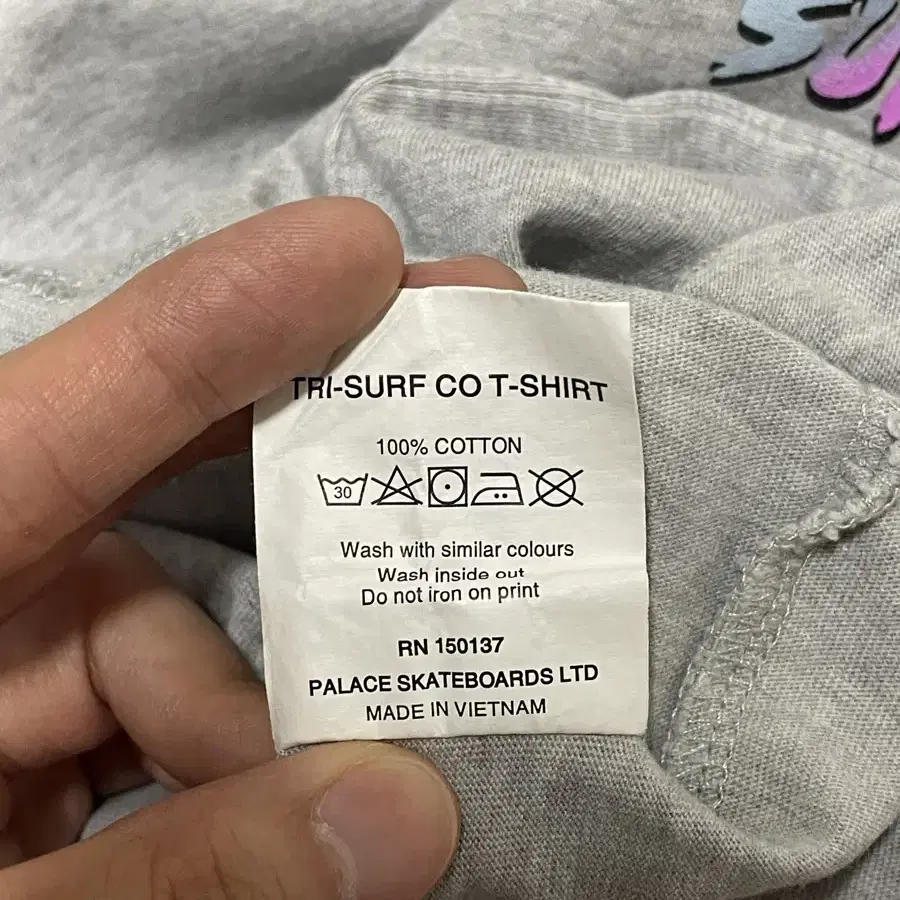 TRI-SURF CO T-SHIRT
100% COTTON
30
Wash with similar colours
Wash inside out
Do not iron on print
RN 150137
PALACE SKATEBOARDS LTD
MADE IN VIETNAM